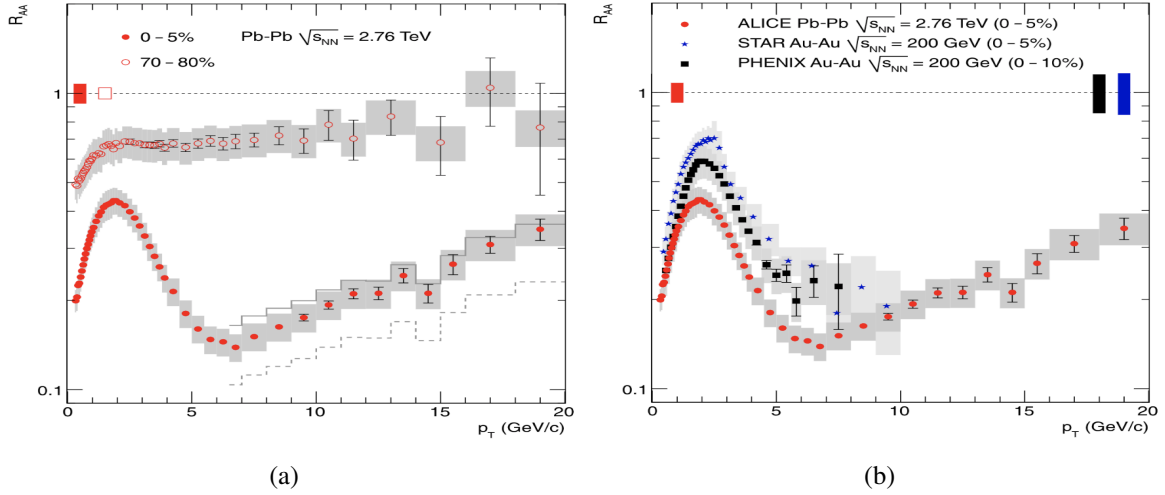 R_AA
0 – 5%
Pb-Pb √s_NN = 2.76 TeV
70 – 80%
1
0.1
0
5
10
15
20
p_T (GeV/c)
(a)
R_AA
ALICE Pb-Pb √s_NN = 2.76 TeV (0 - 5%)
STAR Au-Au √s_NN = 200 GeV (0 - 5%)
PHENIX Au-Au √s_NN = 200 GeV (0 - 10%)
1
0.1
0
5
10
15
20
p_T (GeV/c)
(b)